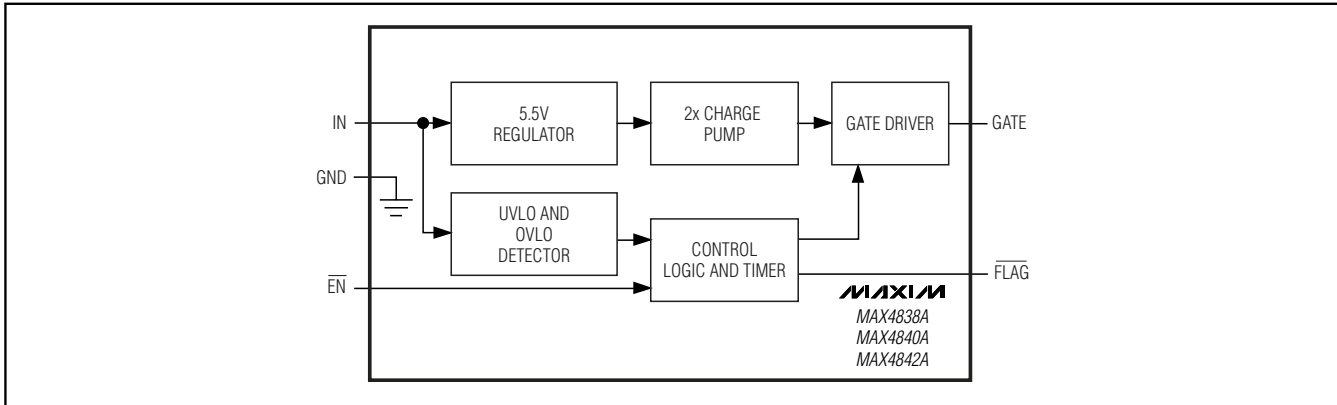 IN
5.5V
REGULATOR
2x CHARGE
PUMP
GATE DRIVER
GATE
GND
UVLO AND
OVLO
DETECTOR
CONTROL
LOGIC AND TIMER
EN
FLAG
MAXIM
MAX4838A
MAX4840A
MAX4842A